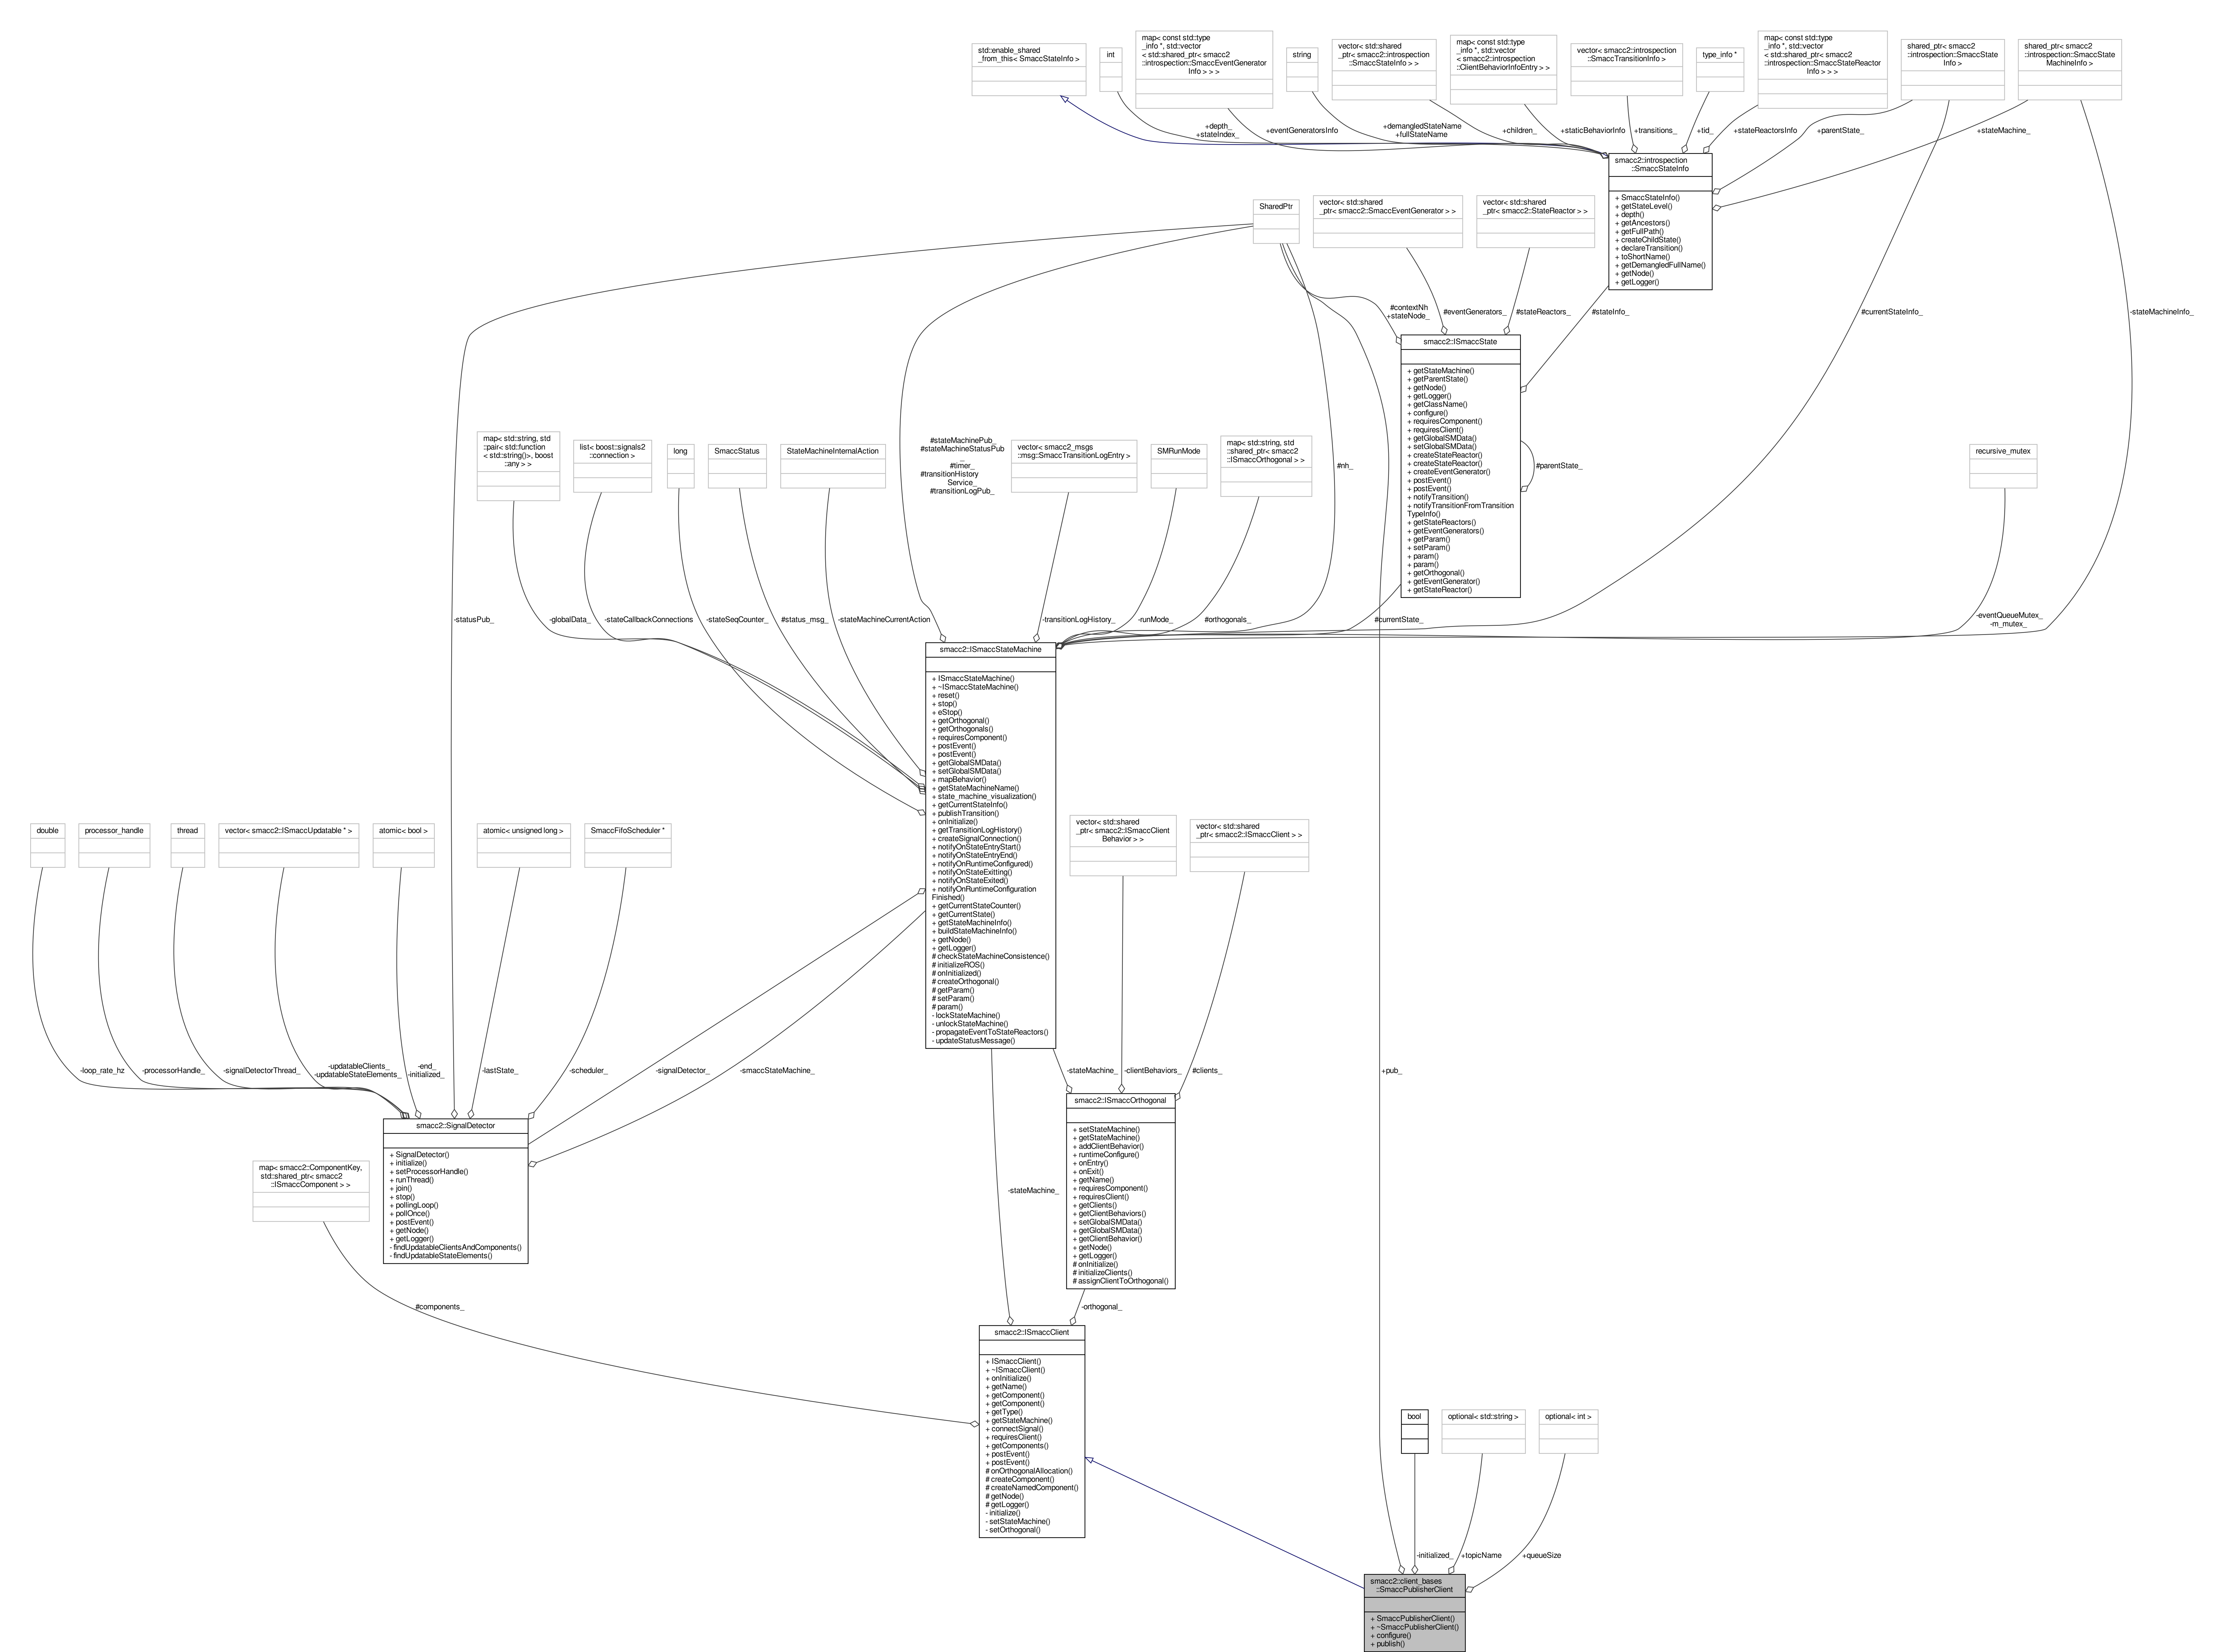 std::enable_shared
_from_this< SmaccStateInfo >
int
map< const std::type
_info *, std::vector
< std::shared_ptr< smacc2
::introspection::SmaccEventGenerator
Info > > >
string
vector< std::shared
_ptr< smacc2::introspection
::SmaccStateInfo > >
map< const std::type
_info *, std::vector
< smacc2::introspection
::ClientBehaviorInfoEntry > >
vector< smacc2::introspection
::SmaccTransitionInfo >
type_info *
map< const std::type
_info *, std::vector
< std::shared_ptr< smacc2
::introspection::SmaccStateReactor
Info > > >
shared_ptr< smacc2
::introspection::SmaccState
Info >
shared_ptr< smacc2
::introspection::SmaccState
MachineInfo >
+depth_
+stateIndex_
+eventGeneratorsInfo
+demangledStateName
+fullStateName
+children_
+staticBehaviorInfo
+transitions_
+tid_
+stateReactorsInfo
+parentState_
+stateMachine_
smacc2::introspection
::SmaccStateInfo
+ SmaccStateInfo()
+ getStateLevel()
+ depth()
+ getAncestors()
+ getFullPath()
+ createChildState()
+ declareTransition()
+ toShortName()
+ getDemangledFullName()
+ getNode()
+ getLogger()
SharedPtr
vector< std::shared
_ptr< smacc2::SmaccEventGenerator > >
vector< std::shared
_ptr< smacc2::StateReactor > >
#contextNh
+stateNode_
#eventGenerators_
#stateReactors_
#stateInfo_
#currentStateInfo_
-stateMachineInfo_
smacc2::ISmaccState
+ getStateMachine()
+ getParentState()
+ getNode()
+ getLogger()
+ getClassName()
+ configure()
+ requiresComponent()
+ requiresClient()
+ getGlobalSMData()
+ setGlobalSMData()
+ createStateReactor()
+ createStateReactor()
+ createEventGenerator()
+ postEvent()
+ postEvent()
+ notifyTransition()
+ notifyTransitionFromTransition
TypeInfo()
+ getStateReactors()
+ getEventGenerators()
+ getParam()
+ setParam()
+ param()
+ param()
+ getOrthogonal()
+ getEventGenerator()
+ getStateReactor()
#parentState_
map< std::string, std
::pair< std::function
< std::string()>, boost
::any > >
list< boost::signals2
::connection >
long
SmaccStatus
StateMachineInternalAction
#stateMachinePub_
#stateMachineStatusPub
_
#timer_
#transitionHistory
Service_
#transitionLogPub_
vector< smacc2_msgs
::msg::SmaccTransitionLogEntry >
SMRunMode
map< std::string, std
::shared_ptr< smacc2
::ISmaccOrthogonal > >
#nh_
recursive_mutex
-statusPub_
-globalData_
-stateCallbackConnections
-stateSeqCounter_
#status_msg_
-stateMachineCurrentAction
-transitionLogHistory_
-runMode_
#orthogonals_
#currentState_
-eventQueueMutex_
-m_mutex_
smacc2::ISmaccStateMachine
+ ISmaccStateMachine()
+ ~ISmaccStateMachine()
+ reset()
+ stop()
+ eStop()
+ getOrthogonal()
+ getOrthogonals()
+ requiresComponent()
+ postEvent()
+ postEvent()
+ getGlobalSMData()
+ setGlobalSMData()
+ mapBehavior()
+ getStateMachineName()
+ state_machine_visualization()
+ getCurrentStateInfo()
+ publishTransition()
+ onInitialize()
+ getTransitionLogHistory()
+ createSignalConnection()
+ notifyOnStateEntryStart()
+ notifyOnStateEntryEnd()
+ notifyOnRuntimeConfigured()
+ notifyOnStateExitting()
+ notifyOnStateExited()
+ notifyOnRuntimeConfiguration
Finished()
+ getCurrentStateCounter()
+ getCurrentState()
+ getStateMachineInfo()
+ buildStateMachineInfo()
+ getNode()
+ getLogger()
# checkStateMachineConsistence()
# initializeROS()
# onInitialized()
# createOrthogonal()
# getParam()
# setParam()
# param()
- lockStateMachine()
- unlockStateMachine()
- propagateEventToStateReactors()
- updateStatusMessage()
double
processor_handle
thread
vector< smacc2::ISmaccUpdatable * >
atomic< bool >
atomic< unsigned long >
SmaccFifoScheduler *
vector< std::shared
_ptr< smacc2::ISmaccClient
Behavior > >
vector< std::shared
_ptr< smacc2::ISmaccClient > >
-loop_rate_hz
-processorHandle_
-signalDetectorThread_
-updatableClients_
-updatableStateElements_
-end_
-initialized_
-lastState_
-scheduler_
-signalDetector_
-smaccStateMachine_
-stateMachine_
-clientBehaviors_
#clients_
+pub_
smacc2::SignalDetector
+ SignalDetector()
+ initialize()
+ setProcessorHandle()
+ runThread()
+ join()
+ stop()
+ pollingLoop()
+ pollOnce()
+ postEvent()
+ getNode()
+ getLogger()
- findUpdatableClientsAndComponents()
- findUpdatableStateElements()
smacc2::ISmaccOrthogonal
+ setStateMachine()
+ getStateMachine()
+ addClientBehavior()
+ runtimeConfigure()
+ onEntry()
+ onExit()
+ getName()
+ requiresComponent()
+ requiresClient()
+ getClients()
+ getClientBehaviors()
+ setGlobalSMData()
+ getGlobalSMData()
+ getClientBehavior()
+ getNode()
+ getLogger()
# onInitialize()
# initializeClients()
# assignClientToOrthogonal()
map< smacc2::ComponentKey,
std::shared_ptr< smacc2
::ISmaccComponent > >
-stateMachine_
#components_
-orthogonal_
smacc2::ISmaccClient
+ ISmaccClient()
+ ~ISmaccClient()
+ onInitialize()
+ getName()
+ getComponent()
+ getComponent()
+ getType()
+ getStateMachine()
+ connectSignal()
+ requiresClient()
+ getComponents()
+ postEvent()
+ postEvent()
# onOrthogonalAllocation()
# createComponent()
# createNamedComponent()
# getNode()
# getLogger()
- initialize()
- setStateMachine()
- setOrthogonal()
bool
optional< std::string >
optional< int >
-initialized_
+topicName
+queueSize
smacc2::client_bases
::SmaccPublisherClient
+ SmaccPublisherClient()
+ ~SmaccPublisherClient()
+ configure()
+ publish()